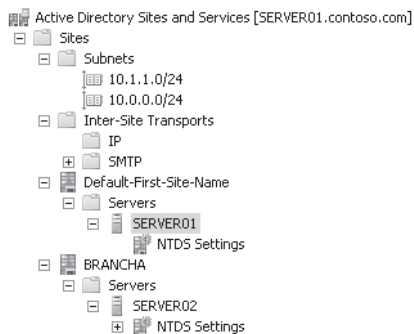 Active Directory Sites and Services [SERVER01.contoso.com]
Sites
Subnets
10.1.1.0/24
10.0.0.0/24
Inter-Site Transports
IP
SMTP
Default-First-Site-Name
Servers
SERVER01
NTDS Settings
BRANCHA
Servers
SERVER02
NTDS Settings